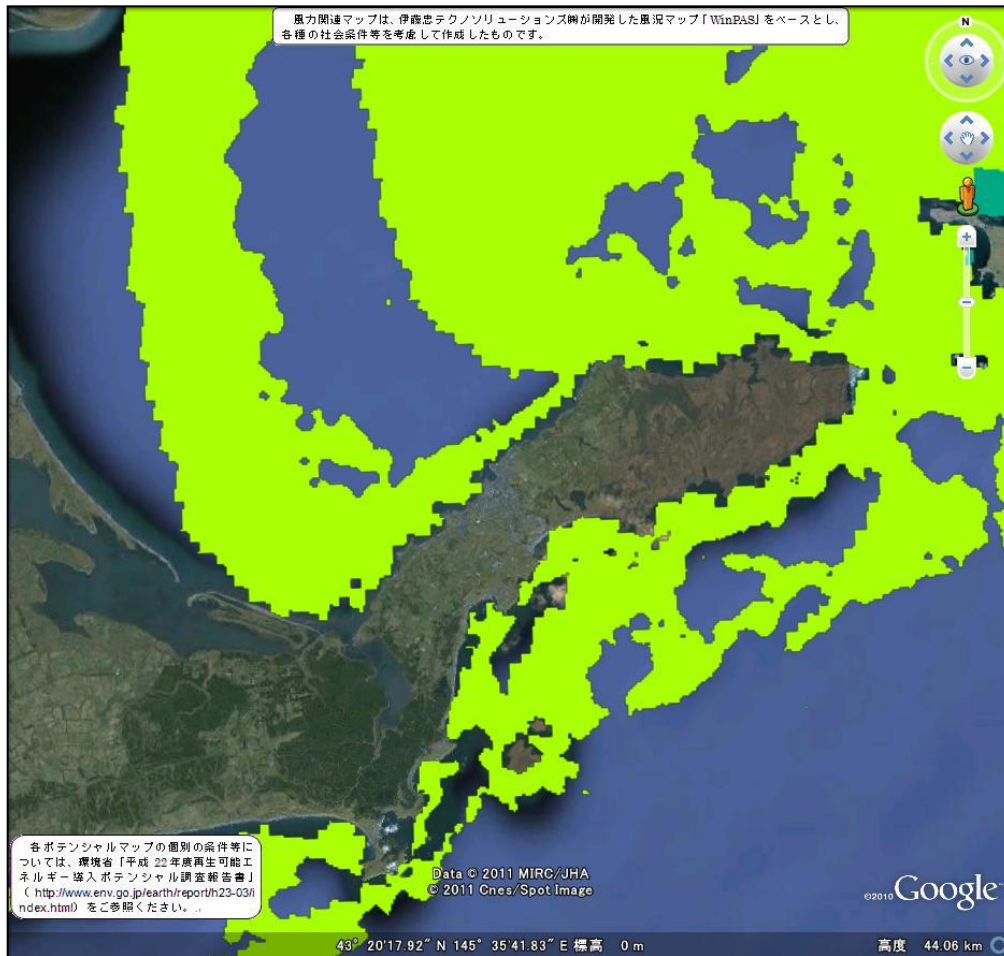 風力関連マップは、伊藤忠テクノソリューションズ㈱が開発した風況マップ「WinPAS」をベースとし、
各種の社会条件等を考慮して作成したものです。
N
各ポテンシャルマップの個別の条件等に
ついては、環境省「平成 22年度再生可能エ
ネルギー導入ポテンシャル調査報告書」
( http://www.env.go.jp/earth/report/h23-03/i
ndex.html) をご参照ください。..
Data © 2011 MIRC/JHA
© 2011 Cnes/Spot Image
©2010 Google
43° 20'17.92" N 145° 35'41.83" E 標高 0 m
高度 44.06 km